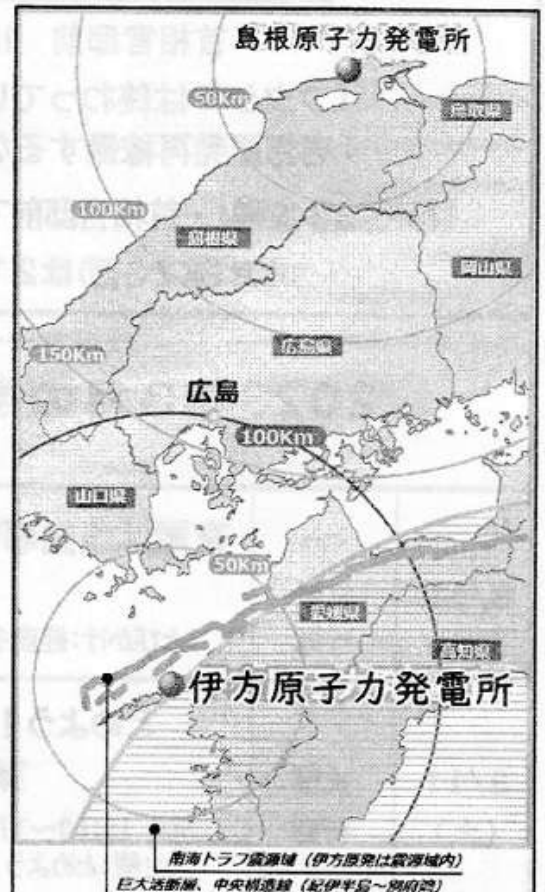 島根原子力発電所
50Km
鳥取県
100Km
島根県
岡山県
150Km
広島県
広島
100Km
山口県
50Km
愛媛県
高知県
伊方原子力発電所
南海トラフ震源域(伊方原発は震源域内)
巨大活断層、中央構造線(紀伊半島~別府湾)